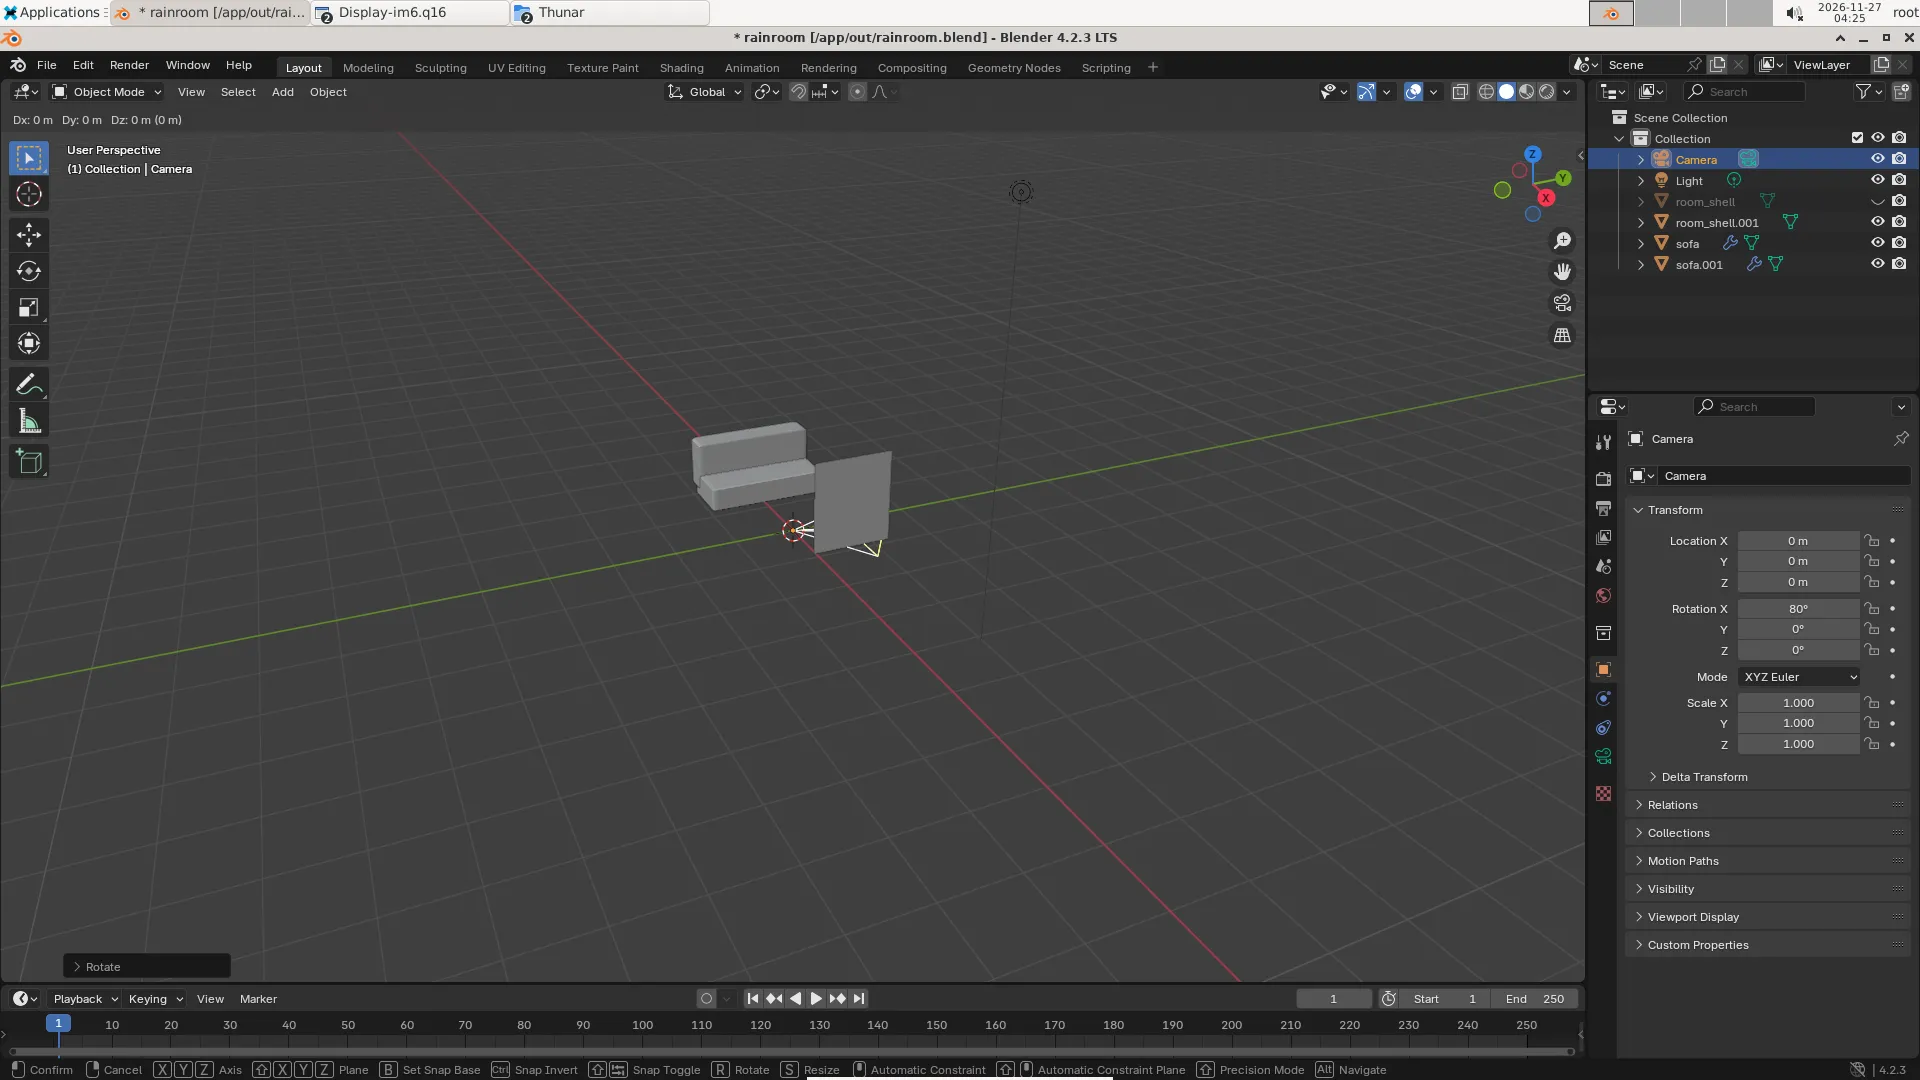 Applications
* rainroom [/app/out/rai...
Display-im6.q16
Thunar
2026-11-27
04:25
root
* rainroom [/app/out/rainroom.blend] - Blender 4.2.3 LTS
File Edit Render Window Help
Layout Modeling Sculpting UV Editing Texture Paint Shading Animation Rendering Compositing Geometry Nodes Scripting
Scene
ViewLayer
Object Mode View Select Add Object
Global
Search
Dx: 0 m Dy: 0 m Dz: 0 m (0 m)
User Perspective
(1) Collection | Camera
Z
Y
X
Scene Collection
Collection
Camera
Light
room_shell
room_shell.001
sofa
sofa.001
Search
Camera
Camera
Transform
Location X 0 m
Y 0 m
Z 0 m
Rotation X 80°
Y 0°
Z 0°
Mode XYZ Euler
Scale X 1.000
Y 1.000
Z 1.000
Delta Transform
Relations
Collections
Motion Paths
Visibility
Viewport Display
Custom Properties
Rotate
Playback Keying View Marker
1
Start 1
End 250
1 10 20 30 40 50 60 70 80 90 100 110 120 130 140 150 160 170 180 190 200 210 220 230 240 250
Confirm Cancel X Y Z Axis X Y Z Plane B Set Snap Base Ctrl Snap Invert Snap Toggle R Rotate S Resize Automatic Constraint Automatic Constraint Plane Precision Mode Alt Navigate
4.2.3